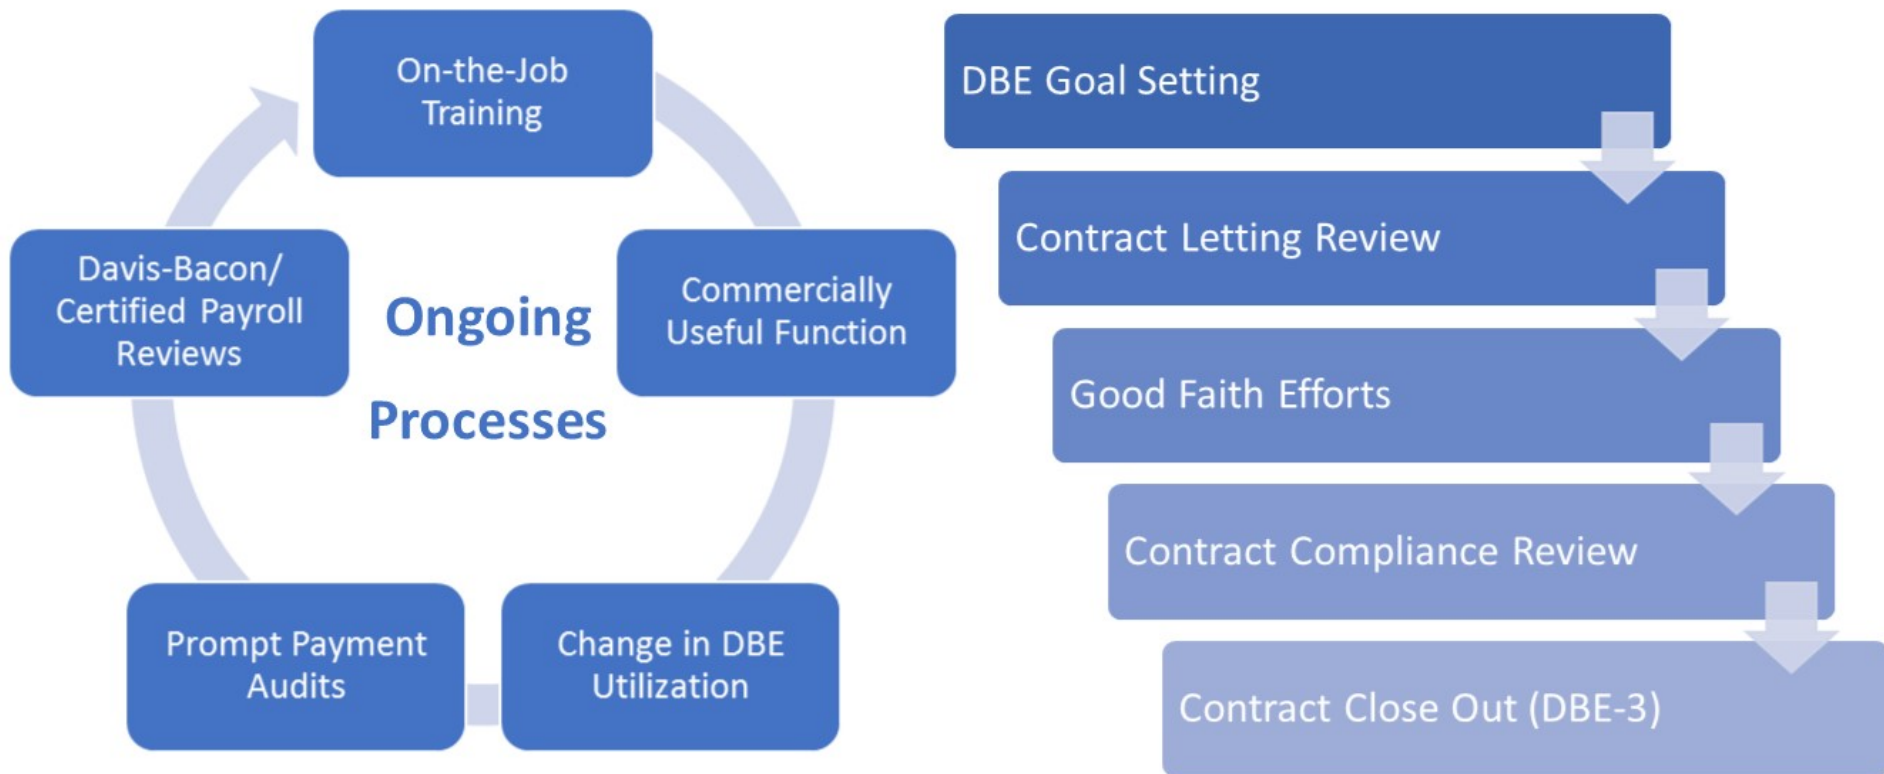 On-the-Job
Training
Commercially
Useful Function
Change in DBE
Utilization
Prompt Payment
Audits
Davis-Bacon/
Certified Payroll
Reviews
Ongoing
Processes
DBE Goal Setting
Contract Letting Review
Good Faith Efforts
Contract Compliance Review
Contract Close Out (DBE-3)